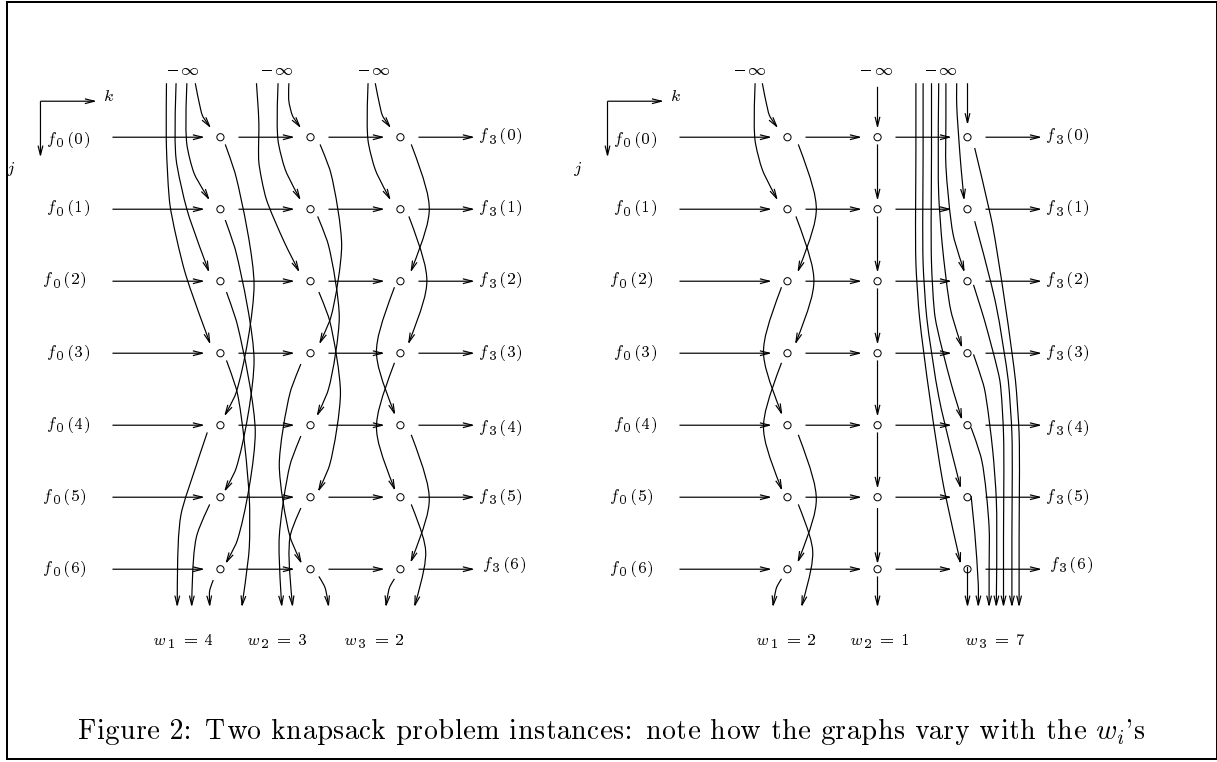 −∞ −∞ −∞ −∞ −∞ −∞
k k
f₀(0) f₃(0) f₀(0) f₃(0)
j j
f₀(1) f₃(1) f₀(1) f₃(1)
f₀(2) f₃(2) f₀(2) f₃(2)
f₀(3) f₃(3) f₀(3) f₃(3)
f₀(4) f₃(4) f₀(4) f₃(4)
f₀(5) f₃(5) f₀(5) f₃(5)
f₀(6) f₃(6) f₀(6) f₃(6)
w₁ = 4 w₂ = 3 w₃ = 2 w₁ = 2 w₂ = 1 w₃ = 7
Figure 2: Two knapsack problem instances: note how the graphs vary with the wᵢ's